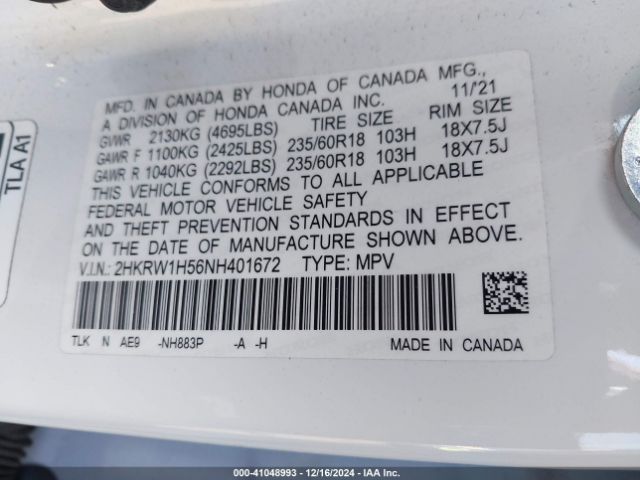 MFD. IN CANADA BY HONDA OF CANADA MFG.,
A DIVISION OF HONDA CANADA INC. 11/21
GVWR 2130KG (4695LBS) TIRE SIZE RIM SIZE
GAWR F 1100KG (2425LBS) 235/60R18 103H 18X7.5J
GAWR R 1040KG (2292LBS) 235/60R18 103H 18X7.5J
THIS VEHICLE CONFORMS TO ALL APPLICABLE
FEDERAL MOTOR VEHICLE SAFETY
AND THEFT PREVENTION STANDARDS IN EFFECT
ON THE DATE OF MANUFACTURE SHOWN ABOVE.
V.I.N.: 2HKRW1H56NH401672 TYPE: MPV
TLK N AE9 -NH883P -A -H MADE IN CANADA
TLA A1
000-41048993 - 12/16/2024 - IAA Inc.